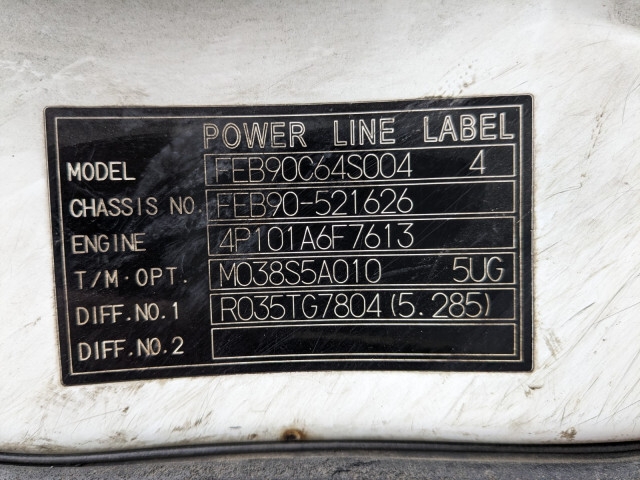 POWER LINE LABEL
MODEL FEB90C64S004 4
CHASSIS NO. FEB90-521626
ENGINE 4P101A6F7613
T/M·OPT. M038S5A010 5UG
DIFF.NO.1 R035TG7804(5.285)
DIFF.NO.2